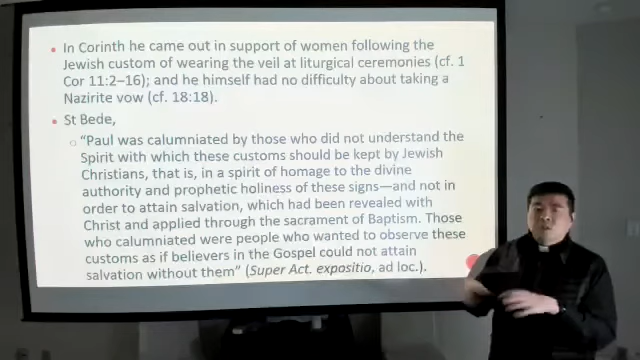 In Corinth he came out in support of women following the
Jewish custom of wearing the veil at liturgical ceremonies (cf. 1
Cor 11:2–16); and he himself had no difficulty about taking a
Nazirite vow (cf. 18:18).
St Bede,
"Paul was calumniated by those who did not understand the
Spirit with which these customs should be kept by Jewish
Christians, that is, in a spirit of homage to the divine
authority and prophetic holiness of these signs—and not in
order to attain salvation, which had been revealed with
Christ and applied through the sacrament of Baptism. Those
who calumniated were people who wanted to observe these
customs as if believers in the Gospel could not attain
salvation without them" (Super Act. expositio, ad loc.).